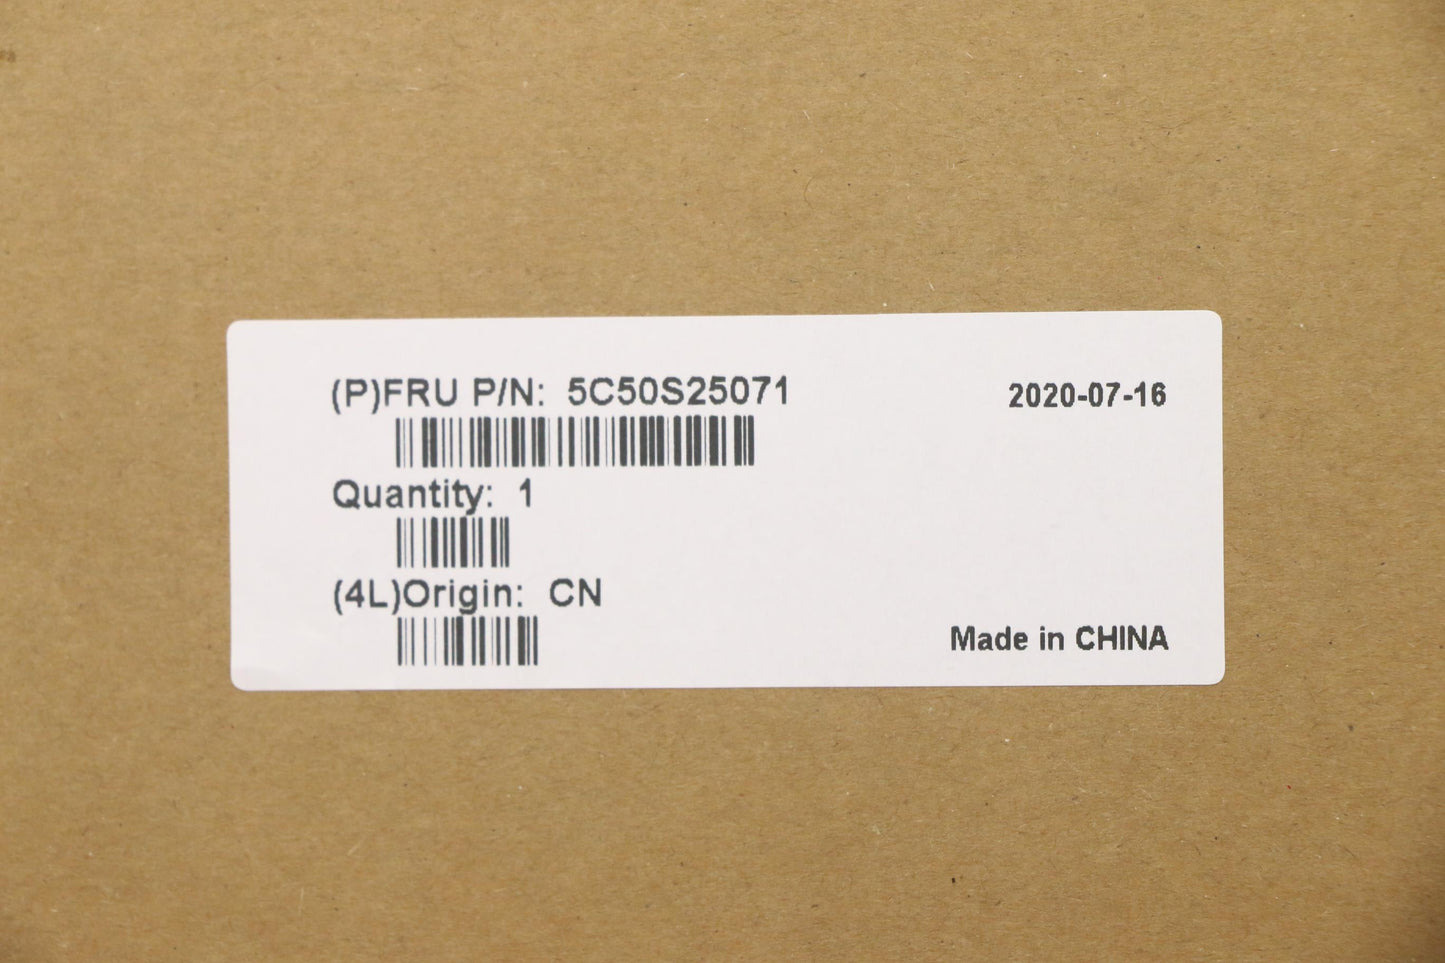 (P)FRU P/N: 5C50S25071
2020-07-16
Quantity: 1
(4L)Origin: CN
Made in CHINA